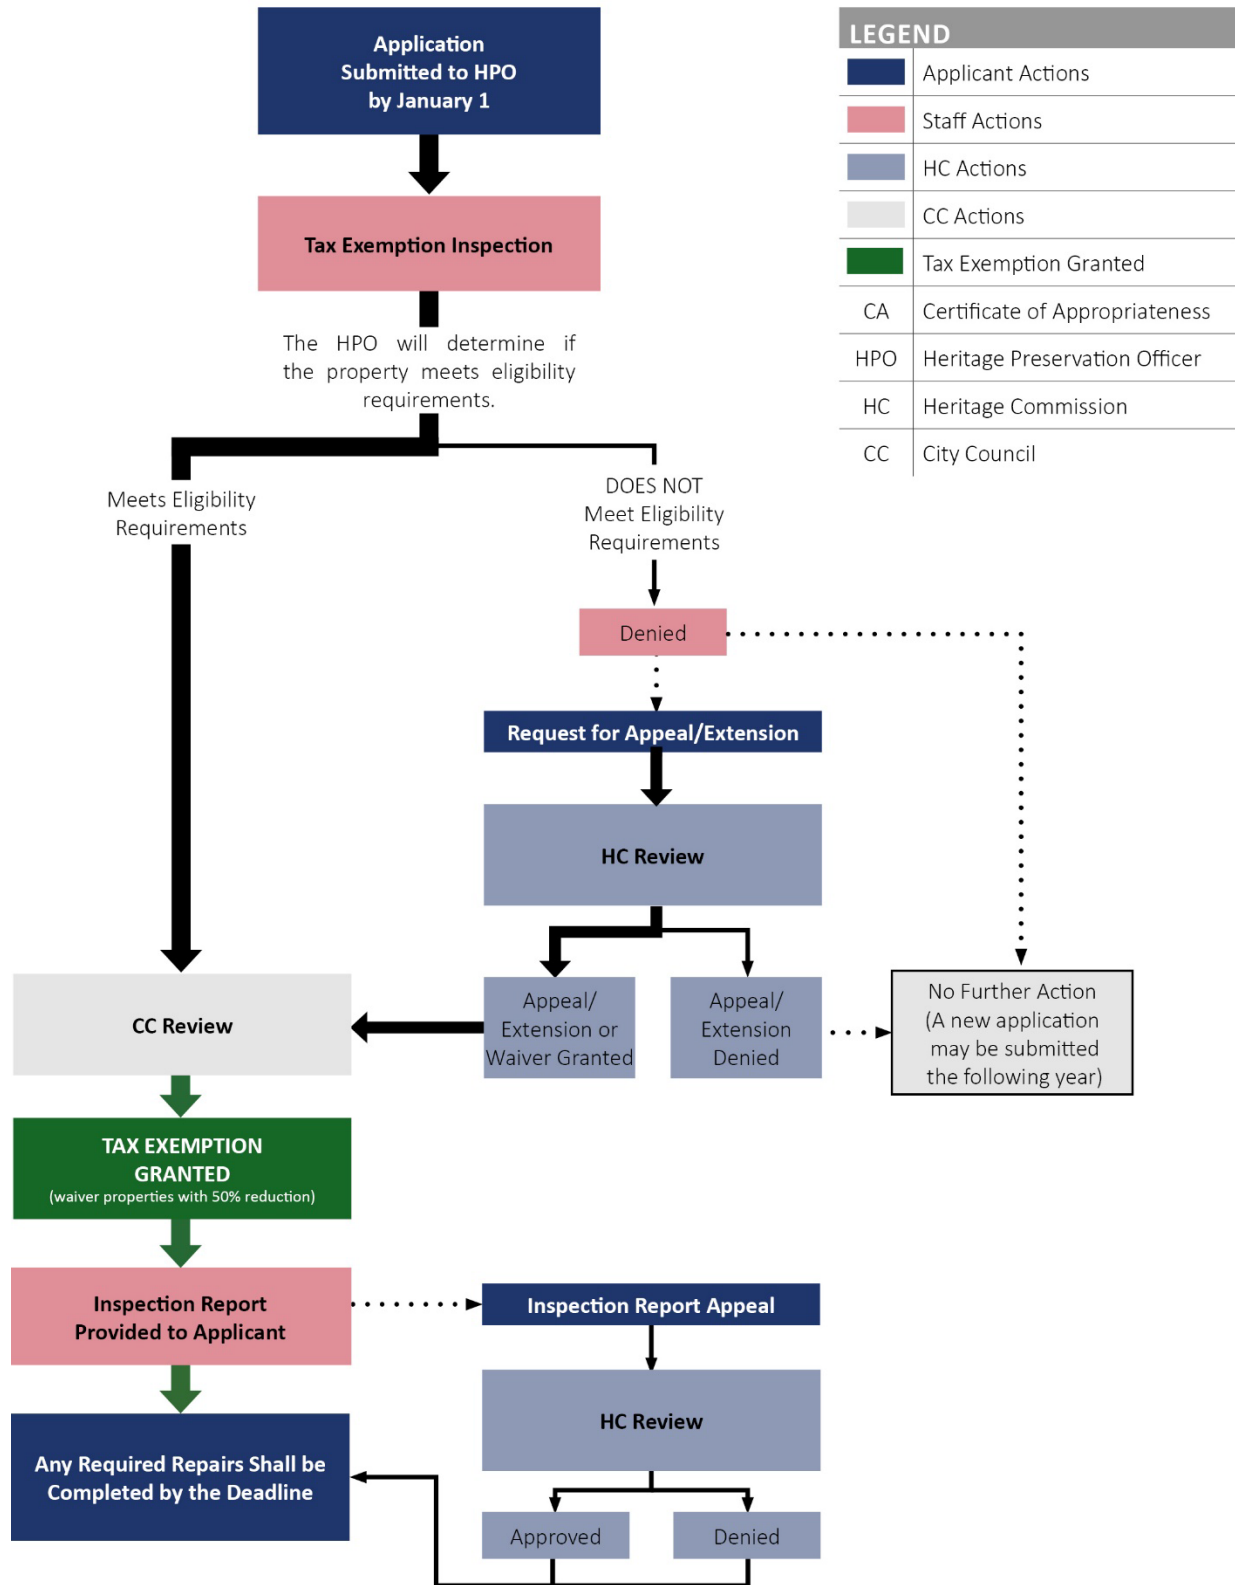 Application
Submitted to HPO
by January 1
LEGEND
Applicant Actions
Staff Actions
HC Actions
CC Actions
Tax Exemption Granted
CA Certificate of Appropriateness
HPO Heritage Preservation Officer
HC Heritage Commission
CC City Council
Tax Exemption Inspection
The HPO will determine if
the property meets eligibility
requirements.
Meets Eligibility
Requirements
DOES NOT
Meet Eligibility
Requirements
Denied
Request for Appeal/Extension
HC Review
Appeal/
Extension or
Waiver Granted
Appeal/
Extension
Denied
No Further Action
(A new application
may be submitted
the following year)
CC Review
TAX EXEMPTION
GRANTED
(waiver properties with 50% reduction)
Inspection Report
Provided to Applicant
Inspection Report Appeal
HC Review
Approved
Denied
Any Required Repairs Shall be
Completed by the Deadline